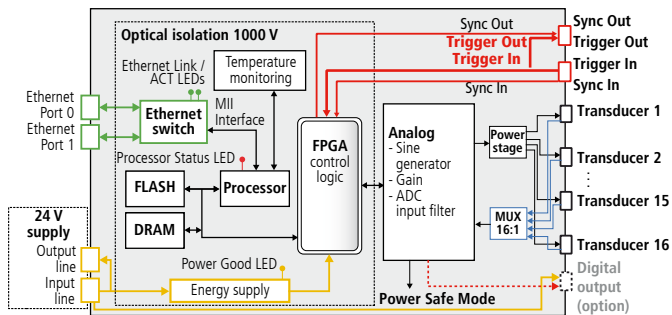 Optical isolation 1000 V
Sync Out
Sync Out
Trigger Out
Trigger Out
Trigger In
Trigger In
Sync In
Sync In
Ethernet Link /
ACT LEDs
Temperature
monitoring
Ethernet
Port 0
Ethernet
Port 1
Ethernet
switch
MII
Interface
Processor Status LED
FLASH
Processor
DRAM
FPGA
control
logic
Analog
- Sine
generator
- Gain
- ADC
input filter
Power
stage
MUX
16:1
Transducer 1
Transducer 2
⋮
Transducer 15
Transducer 16
24 V
supply
Output
line
Input
line
Power Good LED
Energy supply
Power Safe Mode
Digital
output
(option)